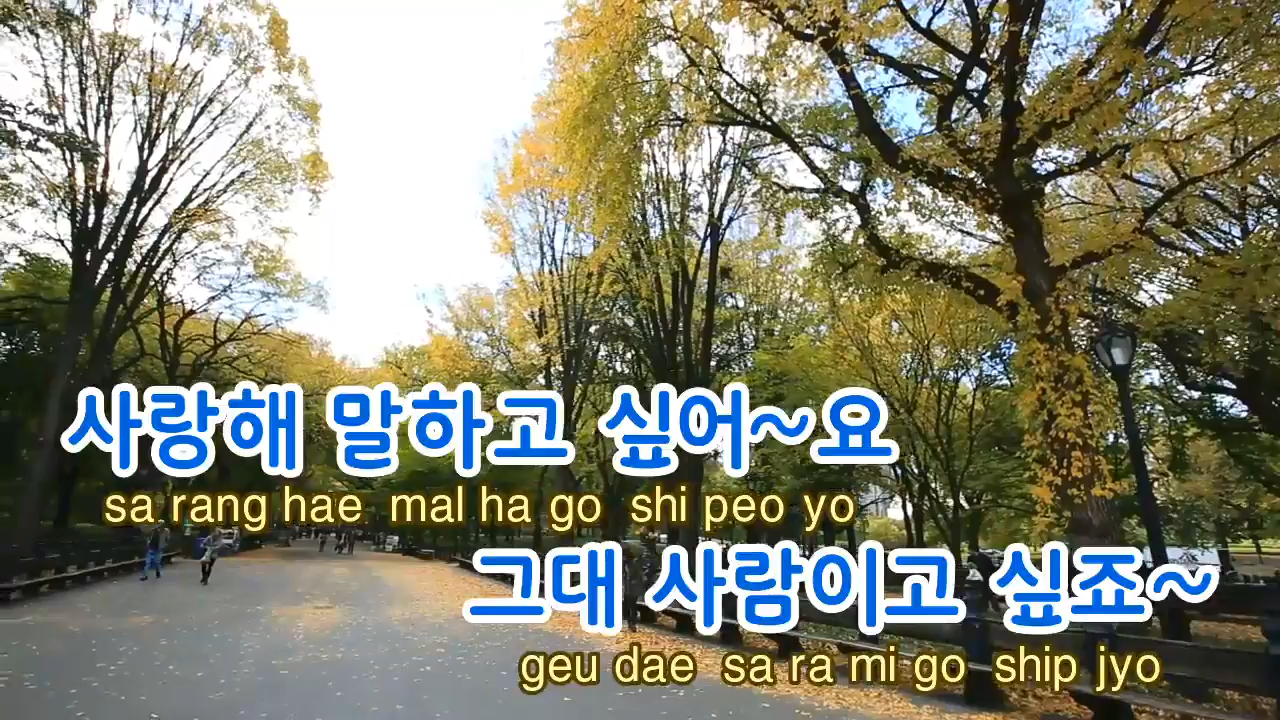 사랑해 말하고 싶어~요
sa rang hae mal ha go shi peo yo
그대 사람이고 싶죠~
geu dae sa ra mi go ship jyo